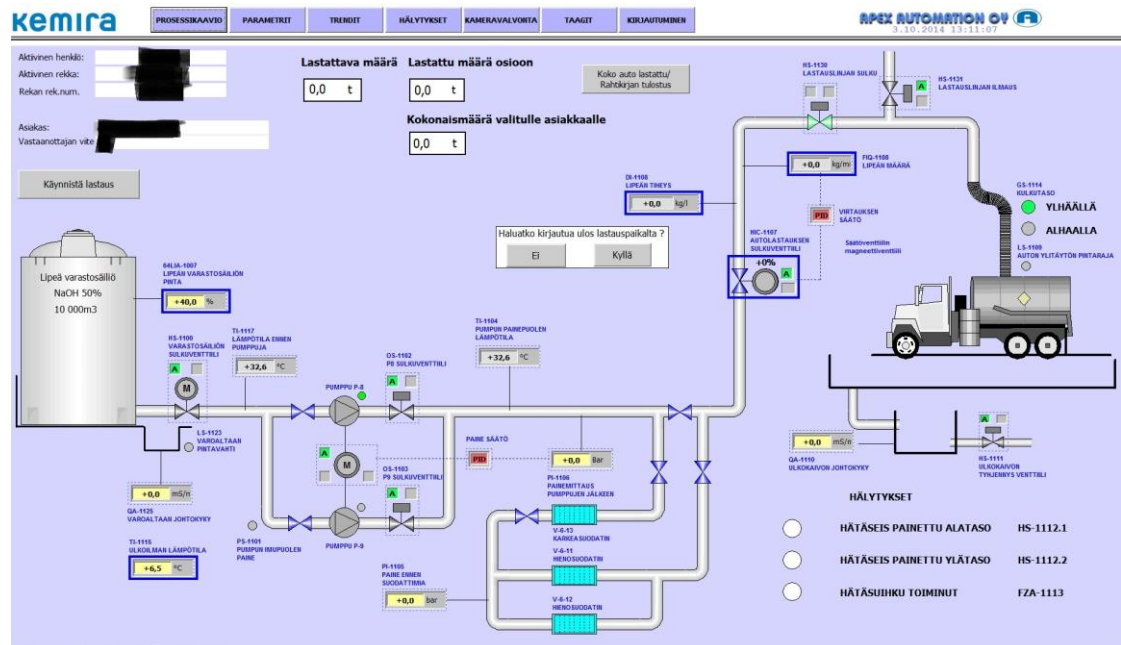 kemira
PROSESSIKAAVIO PARAMETRIT TRENDIT HÄLYTYKSET KAMERAVALVONTA TAAGIT KIRJAUTUMINEN
APEX AUTOMATION OY
3.10.2014 13:11:07
Aktiivinen henkilö:
Aktiivinen rekka:
Rekan rek.num.
Asiakas:
Vastaanottajan viite
Käynnistä lastaus
Lastattava määrä
0,0 t
Lastattu määrä osioon
0,0 t
Kokonaismäärä valitulle asiakkaalle
0,0 t
Koko auto lastattu/
Rahtikirjan tulostus
HS-1130
LASTAUSLINJAN SULKU
A
HS-1131
LASTAUSLINJAN ILMAUS
FIQ-1108
LIPEÄN MÄÄRÄ
+0,0 kg/m
DI-1108
LIPEÄN TIHEYS
+0,0 kg/l
PID
VIRTAUKSEN
SÄÄTÖ
GS-1114
KULKUTASO
YLHÄÄLLÄ
ALHAALLA
LS-1109
AUTON YLITÄYTÖN PINTARAJA
Haluatko kirjautua ulos lastauspaikalta ?
Ei Kyllä
HIC-1107
AUTOLASTAUKSEN
SULKUVENTTIILI
+0%
A
Säätöventtiilin
magneettiventtiili
Lipeä varastosäiliö
NaOH 50%
10 000m3
64LIA-1007
LIPEÄN VARASTOSÄILIÖN
PINTA
+40,0 %
HS-1100
VARASTOSÄILIÖN
SULKUVENTTIILI
A
M
TI-1117
LÄMPÖTILA ENNEN
PUMPPUJA
+32,6 °C
PUMPPU P-8
OS-1102
P8 SULKUVENTTIILI
A
TI-1104
PUMPUN PAINEPUOLEN
LÄMPÖTILA
+32,6 °C
LS-1123
VAROALTAAN
PINTAVAHTI
A
M
PAINE SÄÄTÖ
PID
+0,0 Bar
PI-1106
PAINEMITTAUS
PUMPPUJEN JÄLKEEN
OS-1103
P9 SULKUVENTTIILI
A
+0,0 mS/n
QA-1125
VAROALTAAN JOHTOKYKY
TI-1115
ULKOILMAN LÄMPÖTILA
+6,5 °C
PS-1101
PUMPUN IMUPUOLEN
PAINE
PUMPPU P-9
PI-1105
PAINE ENNEN
SUODATTIMIA
+0,0 bar
V-6-13
KARKEASUODATIN
V-6-11
HIENOSUODATIN
V-6-12
HIENOSUODATIN
+0,0 mS/n
QA-1110
ULKOKAIVON JOHTOKYKY
A
HS-1111
ULKOKAIVON
TYHJENNYS VENTTIILI
HÄLYTYKSET
HÄTÄSEIS PAINETTU ALATASO HS-1112.1
HÄTÄSEIS PAINETTU YLÄTASO HS-1112.2
HÄTÄSUIHKU TOIMINUT FZA-1113